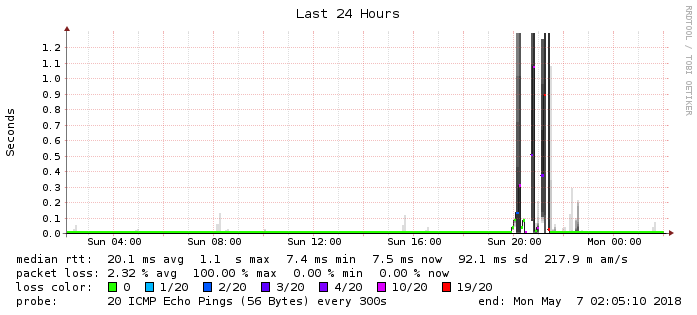 Last 24 Hours
RRDTOOL / TOBI OETIKER
Seconds
1.2
1.1
1.0
0.9
0.8
0.7
0.6
0.5
0.4
0.3
0.2
0.1
0.0
Sun 04:00 Sun 08:00 Sun 12:00 Sun 16:00 Sun 20:00 Mon 00:00
median rtt: 20.1 ms avg 1.1 s max 7.4 ms min 7.5 ms now 92.1 ms sd 217.9 m am/s
packet loss: 2.32 % avg 100.00 % max 0.00 % min 0.00 % now
loss color: 0 1/20 2/20 3/20 4/20 10/20 19/20
probe: 20 ICMP Echo Pings (56 Bytes) every 300s end: Mon May 7 02:05:10 2018